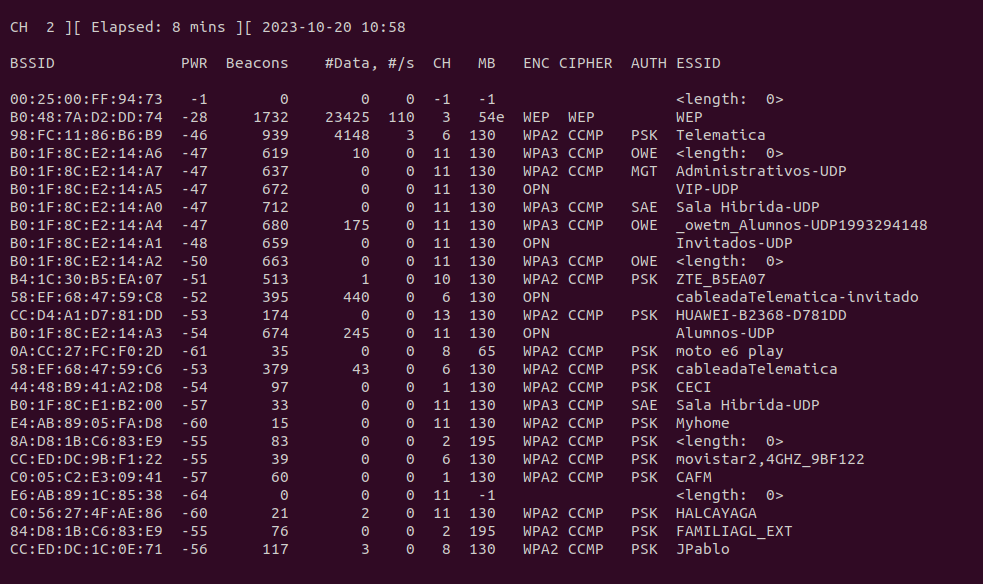 CH  2 ][ Elapsed: 8 mins ][ 2023-10-20 10:58
BSSID              PWR  Beacons    #Data, #/s  CH   MB   ENC CIPHER  AUTH ESSID
00:25:00:FF:94:73   -1        0        0    0  -1   -1                    <length:  0>
B0:48:7A:D2:DD:74  -28     1732    23425  110   3   54e  WEP  WEP         WEP
98:FC:11:86:B6:B9  -46      939     4148    3   6  130   WPA2 CCMP   PSK  Telematica
B0:1F:8C:E2:14:A6  -47      619       10    0  11  130   WPA3 CCMP   OWE  <length:  0>
B0:1F:8C:E2:14:A7  -47      637        0    0  11  130   WPA2 CCMP   MGT  Administrativos-UDP
B0:1F:8C:E2:14:A5  -47      672        0    0  11  130   OPN              VIP-UDP
B0:1F:8C:E2:14:A0  -47      712        0    0  11  130   WPA3 CCMP   SAE  Sala Hibrida-UDP
B0:1F:8C:E2:14:A4  -47      680      175    0  11  130   WPA3 CCMP   OWE  _owetm_Alumnos-UDP1993294148
B0:1F:8C:E2:14:A1  -48      659        0    0  11  130   OPN              Invitados-UDP
B0:1F:8C:E2:14:A2  -50      663        0    0  11  130   WPA3 CCMP   OWE  <length:  0>
B4:1C:30:B5:EA:07  -51      513        1    0  10  130   WPA2 CCMP   PSK  ZTE_B5EA07
58:EF:68:47:59:C8  -52      395      440    0   6  130   OPN              cableadaTelematica-invitado
CC:D4:A1:D7:81:DD  -53      174        0    0  13  130   WPA2 CCMP   PSK  HUAWEI-B2368-D781DD
B0:1F:8C:E2:14:A3  -54      674      245    0  11  130   OPN              Alumnos-UDP
0A:CC:27:FC:F0:2D  -61       35        0    0   8   65   WPA2 CCMP   PSK  moto e6 play
58:EF:68:47:59:C6  -53      379       43    0   6  130   WPA2 CCMP   PSK  cableadaTelematica
44:48:B9:41:A2:D8  -54       97        0    0   1  130   WPA2 CCMP   PSK  CECI
B0:1F:8C:E1:B2:00  -57       33        0    0  11  130   WPA3 CCMP   SAE  Sala Hibrida-UDP
E4:AB:89:05:FA:D8  -60       15        0    0  11  130   WPA2 CCMP   PSK  Myhome
8A:D8:1B:C6:83:E9  -55       83        0    0   2  195   WPA2 CCMP   PSK  <length:  0>
CC:ED:DC:9B:F1:22  -55       39        0    0   6  130   WPA2 CCMP   PSK  movistar2,4GHZ_9BF122
C0:05:C2:E3:09:41  -57       60        0    0   1  130   WPA2 CCMP   PSK  CAFM
E6:AB:89:1C:85:38  -64        0        0    0  11   -1                    <length:  0>
C0:56:27:4F:AE:86  -60       21        2    0  11  130   WPA2 CCMP   PSK  HALCAYAGA
84:D8:1B:C6:83:E9  -55       76        0    0   2  195   WPA2 CCMP   PSK  FAMILIAGL_EXT
CC:ED:DC:1C:0E:71  -56      117        3    0   8  130   WPA2 CCMP   PSK  JPablo